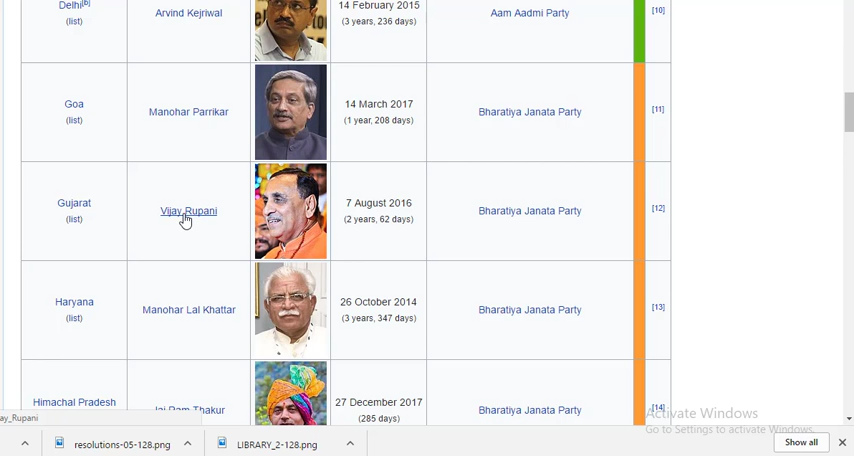 Delhi[b]
(list)
Arvind Kejriwal
14 February 2015
(3 years, 236 days)
Aam Aadmi Party
[10]
Goa
(list)
Manohar Parrikar
14 March 2017
(1 year, 208 days)
Bharatiya Janata Party
[11]
Gujarat
(list)
Vijay Rupani
7 August 2016
(2 years, 62 days)
Bharatiya Janata Party
[12]
Haryana
(list)
Manohar Lal Khattar
26 October 2014
(3 years, 347 days)
Bharatiya Janata Party
[13]
Himachal Pradesh
Jai Ram Thakur
27 December 2017
(285 days)
Bharatiya Janata Party
[14]
ay_Rupani
Activate Windows
Go to Settings to activate Windows.
resolutions-05-128.png
LIBRARY_2-128.png
Show all